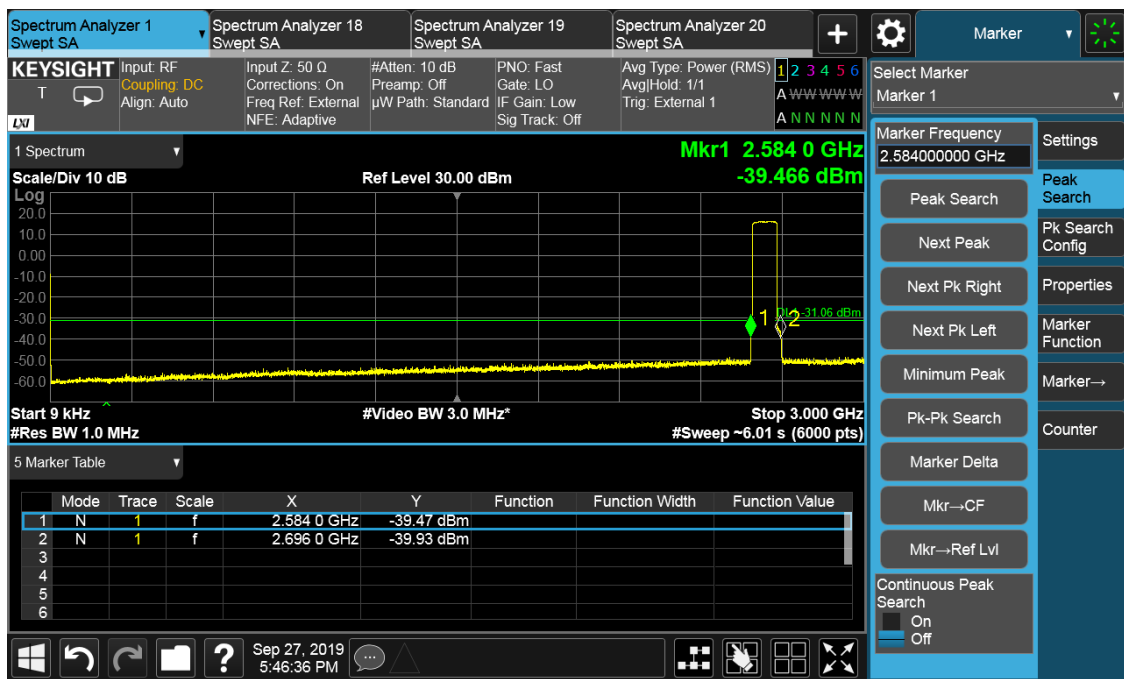 Spectrum Analyzer 1
Swept SA
Spectrum Analyzer 18
Swept SA
Spectrum Analyzer 19
Swept SA
Spectrum Analyzer 20
Swept SA
Marker
KEYSIGHT
T
LXI
Input: RF
Coupling: DC
Align: Auto
Input Z: 50 Ω
Corrections: On
Freq Ref: External
NFE: Adaptive
#Atten: 10 dB
Preamp: Off
µW Path: Standard
PNO: Fast
Gate: LO
IF Gain: Low
Sig Track: Off
Avg Type: Power (RMS)
Avg|Hold: 1/1
Trig: External 1
1 2 3 4 5 6
A W W W W W
A N N N N N
Select Marker
Marker 1
1 Spectrum
Scale/Div 10 dB
Ref Level 30.00 dBm
Mkr1 2.584 0 GHz
-39.466 dBm
Log
20.0
10.0
0.00
-10.0
-20.0
-30.0
-40.0
-50.0
-60.0
DL1 -31.06 dBm
1
2
Start 9 kHz
#Res BW 1.0 MHz
#Video BW 3.0 MHz*
Stop 3.000 GHz
#Sweep ~6.01 s (6000 pts)
5 Marker Table
Mode Trace Scale X Y Function Function Width Function Value
1 N 1 f 2.584 0 GHz -39.47 dBm
2 N 1 f 2.696 0 GHz -39.93 dBm
3
4
5
6
Marker Frequency
2.584000000 GHz
Peak Search
Next Peak
Next Pk Right
Next Pk Left
Minimum Peak
Pk-Pk Search
Marker Delta
Mkr→CF
Mkr→Ref Lvl
Continuous Peak
Search
On
Off
Settings
Peak
Search
Pk Search
Config
Properties
Marker
Function
Marker→
Counter
Sep 27, 2019
5:46:36 PM